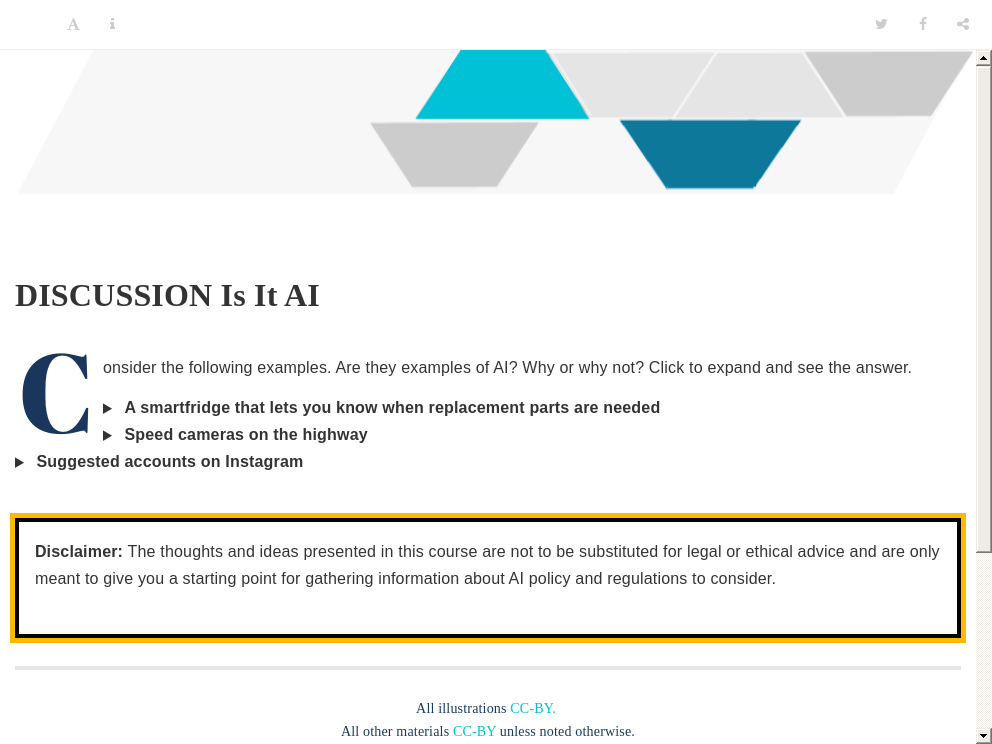 DISCUSSION Is It AI
Consider the following examples. Are they examples of AI? Why or why not? Click to expand and see the answer.
A smartfridge that lets you know when replacement parts are needed
Speed cameras on the highway
Suggested accounts on Instagram
Disclaimer: The thoughts and ideas presented in this course are not to be substituted for legal or ethical advice and are only
meant to give you a starting point for gathering information about AI policy and regulations to consider.
All illustrations CC-BY.
All other materials CC-BY unless noted otherwise.